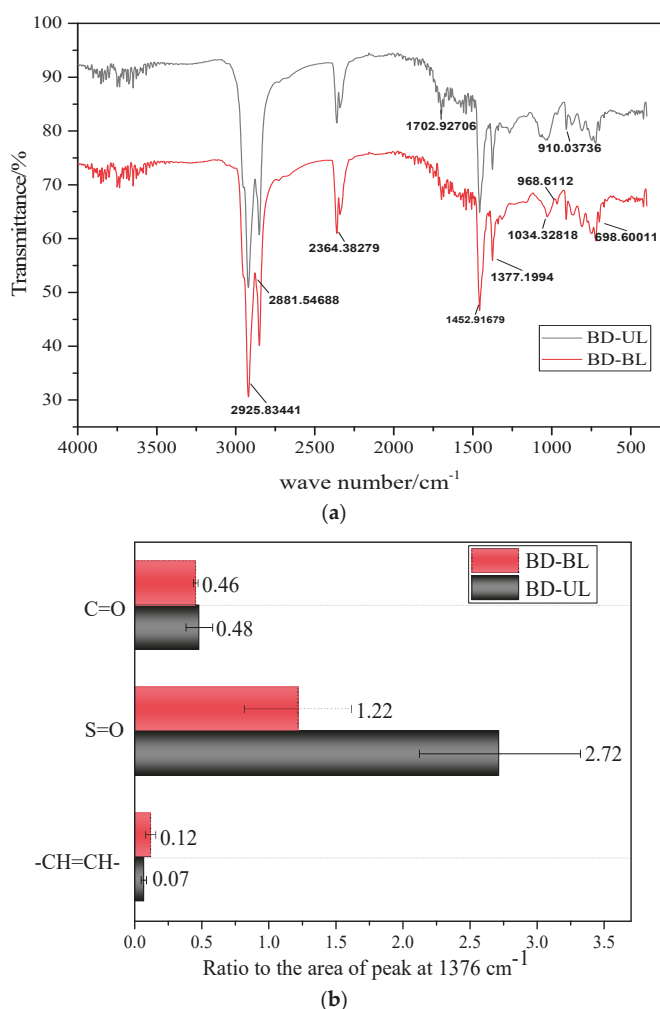 100
90
80
70
60
50
40
30
Transmittance/%
1702.92706
910.03736
968.6112
2364.38279
1034.32818
698.60011
2881.54688
1377.1994
1452.91679
BD-UL
BD-BL
2925.83441
4000 3500 3000 2500 2000 1500 1000 500
wave number/cm⁻¹
(a)
BD-BL
BD-UL
C=O
0.46
0.48
S=O
1.22
2.72
-CH=CH-
0.12
0.07
0.0 0.5 1.0 1.5 2.0 2.5 3.0 3.5
Ratio to the area of peak at 1376 cm⁻¹
(b)